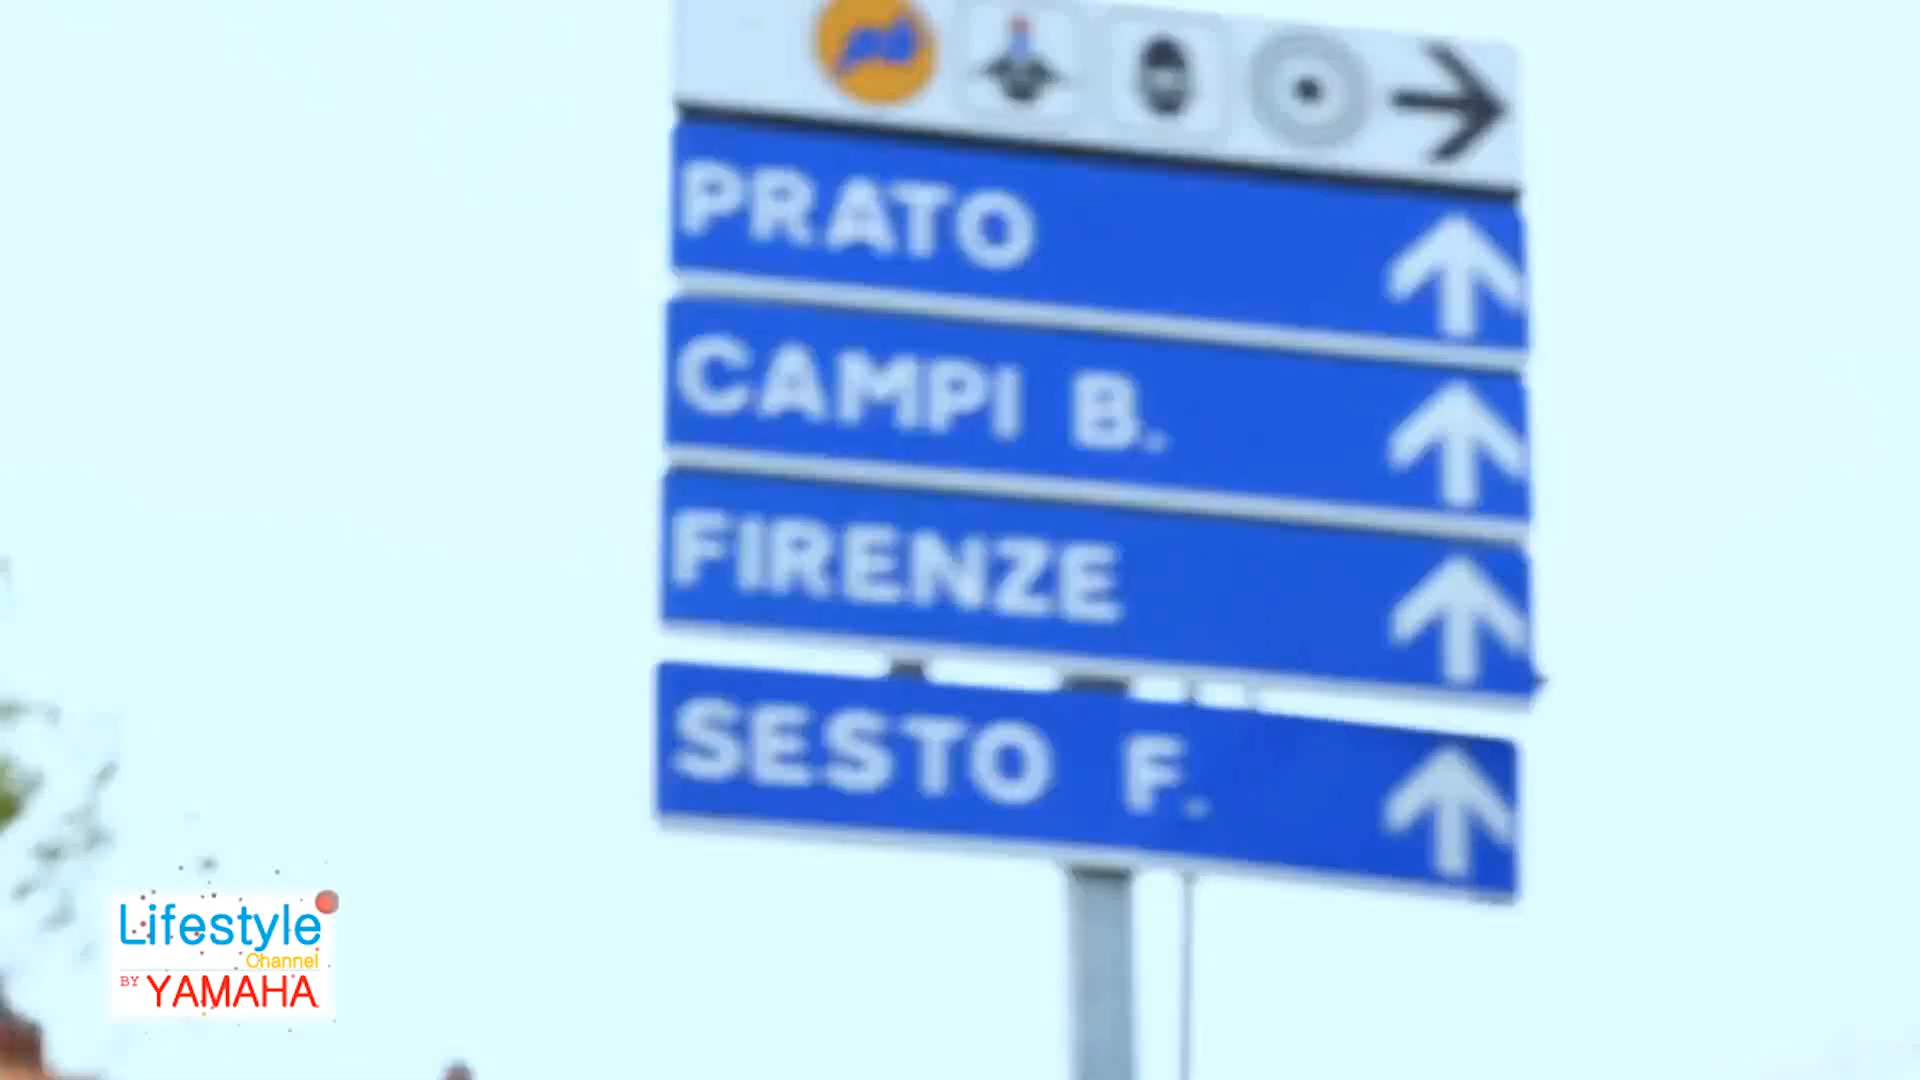 PRATO
CAMPI B.
FIRENZE
SESTO F.
Lifestyle
Channel
BY YAMAHA